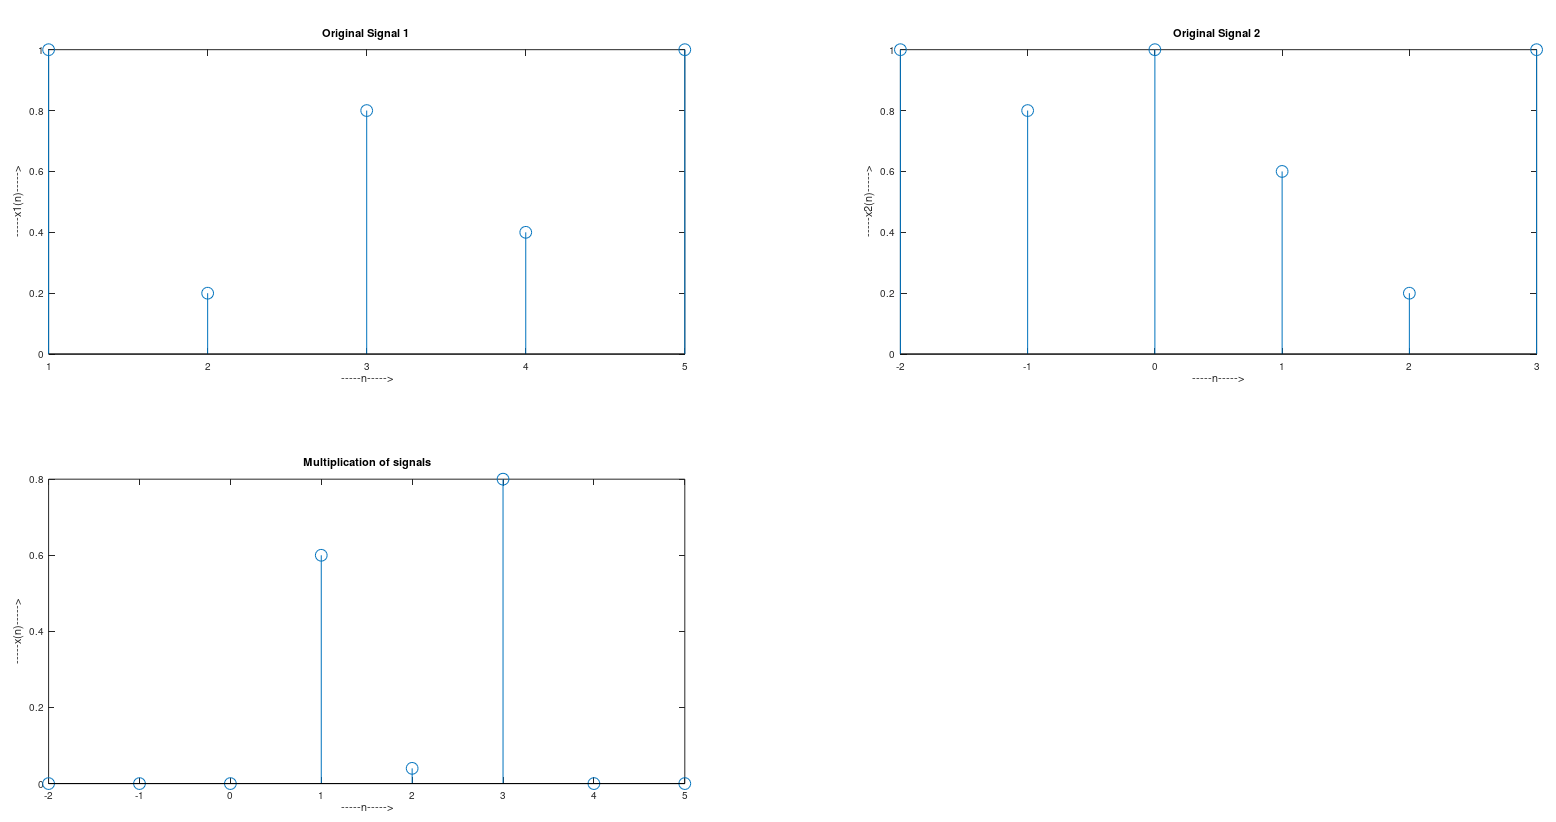 Original Signal 1
1
0.8
0.6
0.4
0.2
0
-----x1(n)----->
1 2 3 4 5
-----n----->
Original Signal 2
1
0.8
0.6
0.4
0.2
0
-----x2(n)----->
-2 -1 0 1 2 3
-----n----->
Multiplication of signals
0.8
0.6
0.4
0.2
0
-----x(n)----->
-2 -1 0 1 2 3 4 5
-----n----->